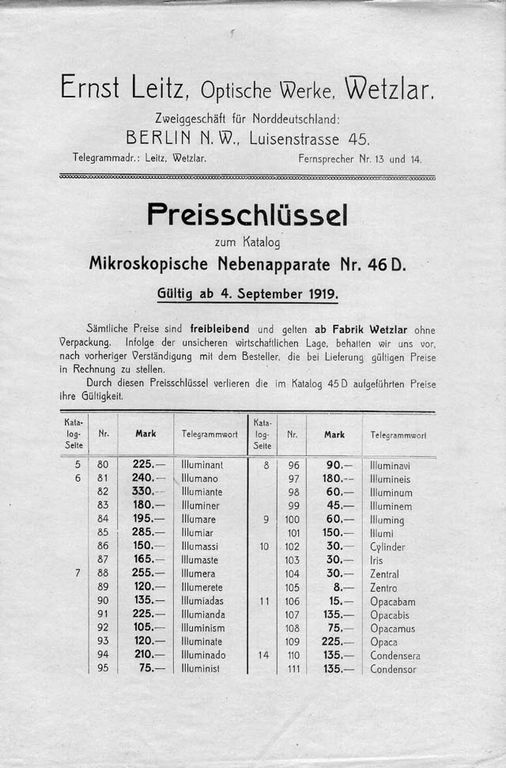 Ernst Leitz, Optische Werke, Wetzlar.
Zweiggeschäft für Norddeutschland:
BERLIN N. W., Luisenstrasse 45.
Telegrammadr.: Leitz, Wetzlar. Fernsprecher Nr. 13 und 14.
Preisschlüssel
zum Katalog
Mikroskopische Nebenapparate Nr. 46 D.
Gültig ab 4. September 1919.
Sämtliche Preise sind freibleibend und gelten ab Fabrik Wetzlar ohne
Verpackung. Infolge der unsicheren wirtschaftlichen Lage, behalten wir uns vor,
nach vorheriger Verständigung mit dem Besteller, die bei Lieferung gültigen Preise
in Rechnung zu stellen.
Durch diesen Preisschlüssel verlieren die im Katalog 45 D aufgeführten Preise
ihre Gültigkeit.
Kata-log-Seite Nr. Mark Telegrammwort Kata-log-Seite Nr. Mark Telegrammwort
5 80 225.— Illuminant 8 96 90.— Illuminavi
6 81 240.— Illumano 97 180.— Illumineis
82 330.— Illumiante 98 60.— Illuminum
83 180.— Illuminer 99 45.— Illuminem
84 195.— Illumare 9 100 60.— Illuming
85 285.— Illumiar 101 150.— Illumi
86 150.— Illumassi 10 102 30.— Cylinder
87 165.— Illumaste 103 30.— Iris
7 88 255.— Illumera 104 30.— Zentral
89 120.— Illumerete 105 8.— Zentro
90 135.— Illumiadas 11 106 15.— Opacabam
91 225.— Illumianda 107 135.— Opacabis
92 105.— Illuminism 108 75.— Opacamus
93 120.— Illuminate 109 225.— Opaca
94 210.— Illuminado 14 110 135.— Condensera
95 75.— Illuminist 111 135.— Condensor